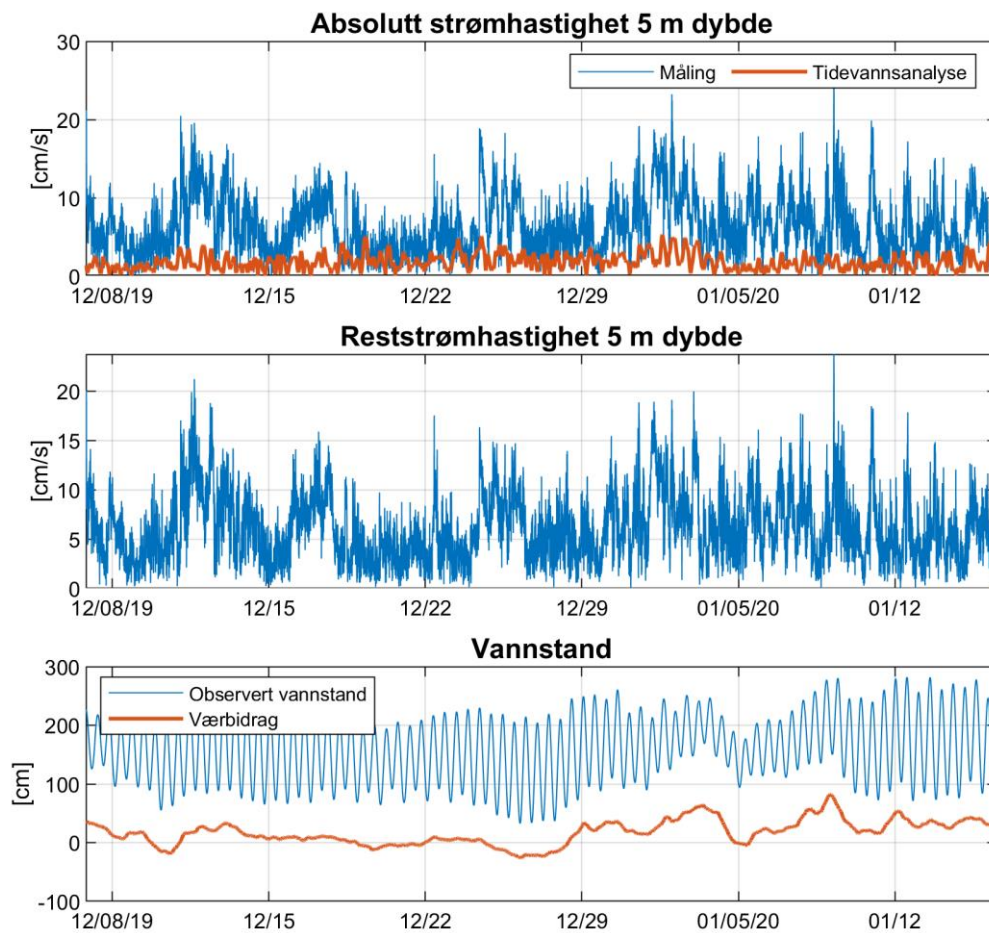 Absolutt strømhastighet 5 m dybde
30
20
10
0
[cm/s]
Måling
Tidevannsanalyse
12/08/19 12/15 12/22 12/29 01/05/20 01/12
Reststrømhastighet 5 m dybde
20
15
10
5
0
[cm/s]
12/08/19 12/15 12/22 12/29 01/05/20 01/12
Vannstand
300
200
100
0
-100
[cm]
Observert vannstand
Værbidrag
12/08/19 12/15 12/22 12/29 01/05/20 01/12